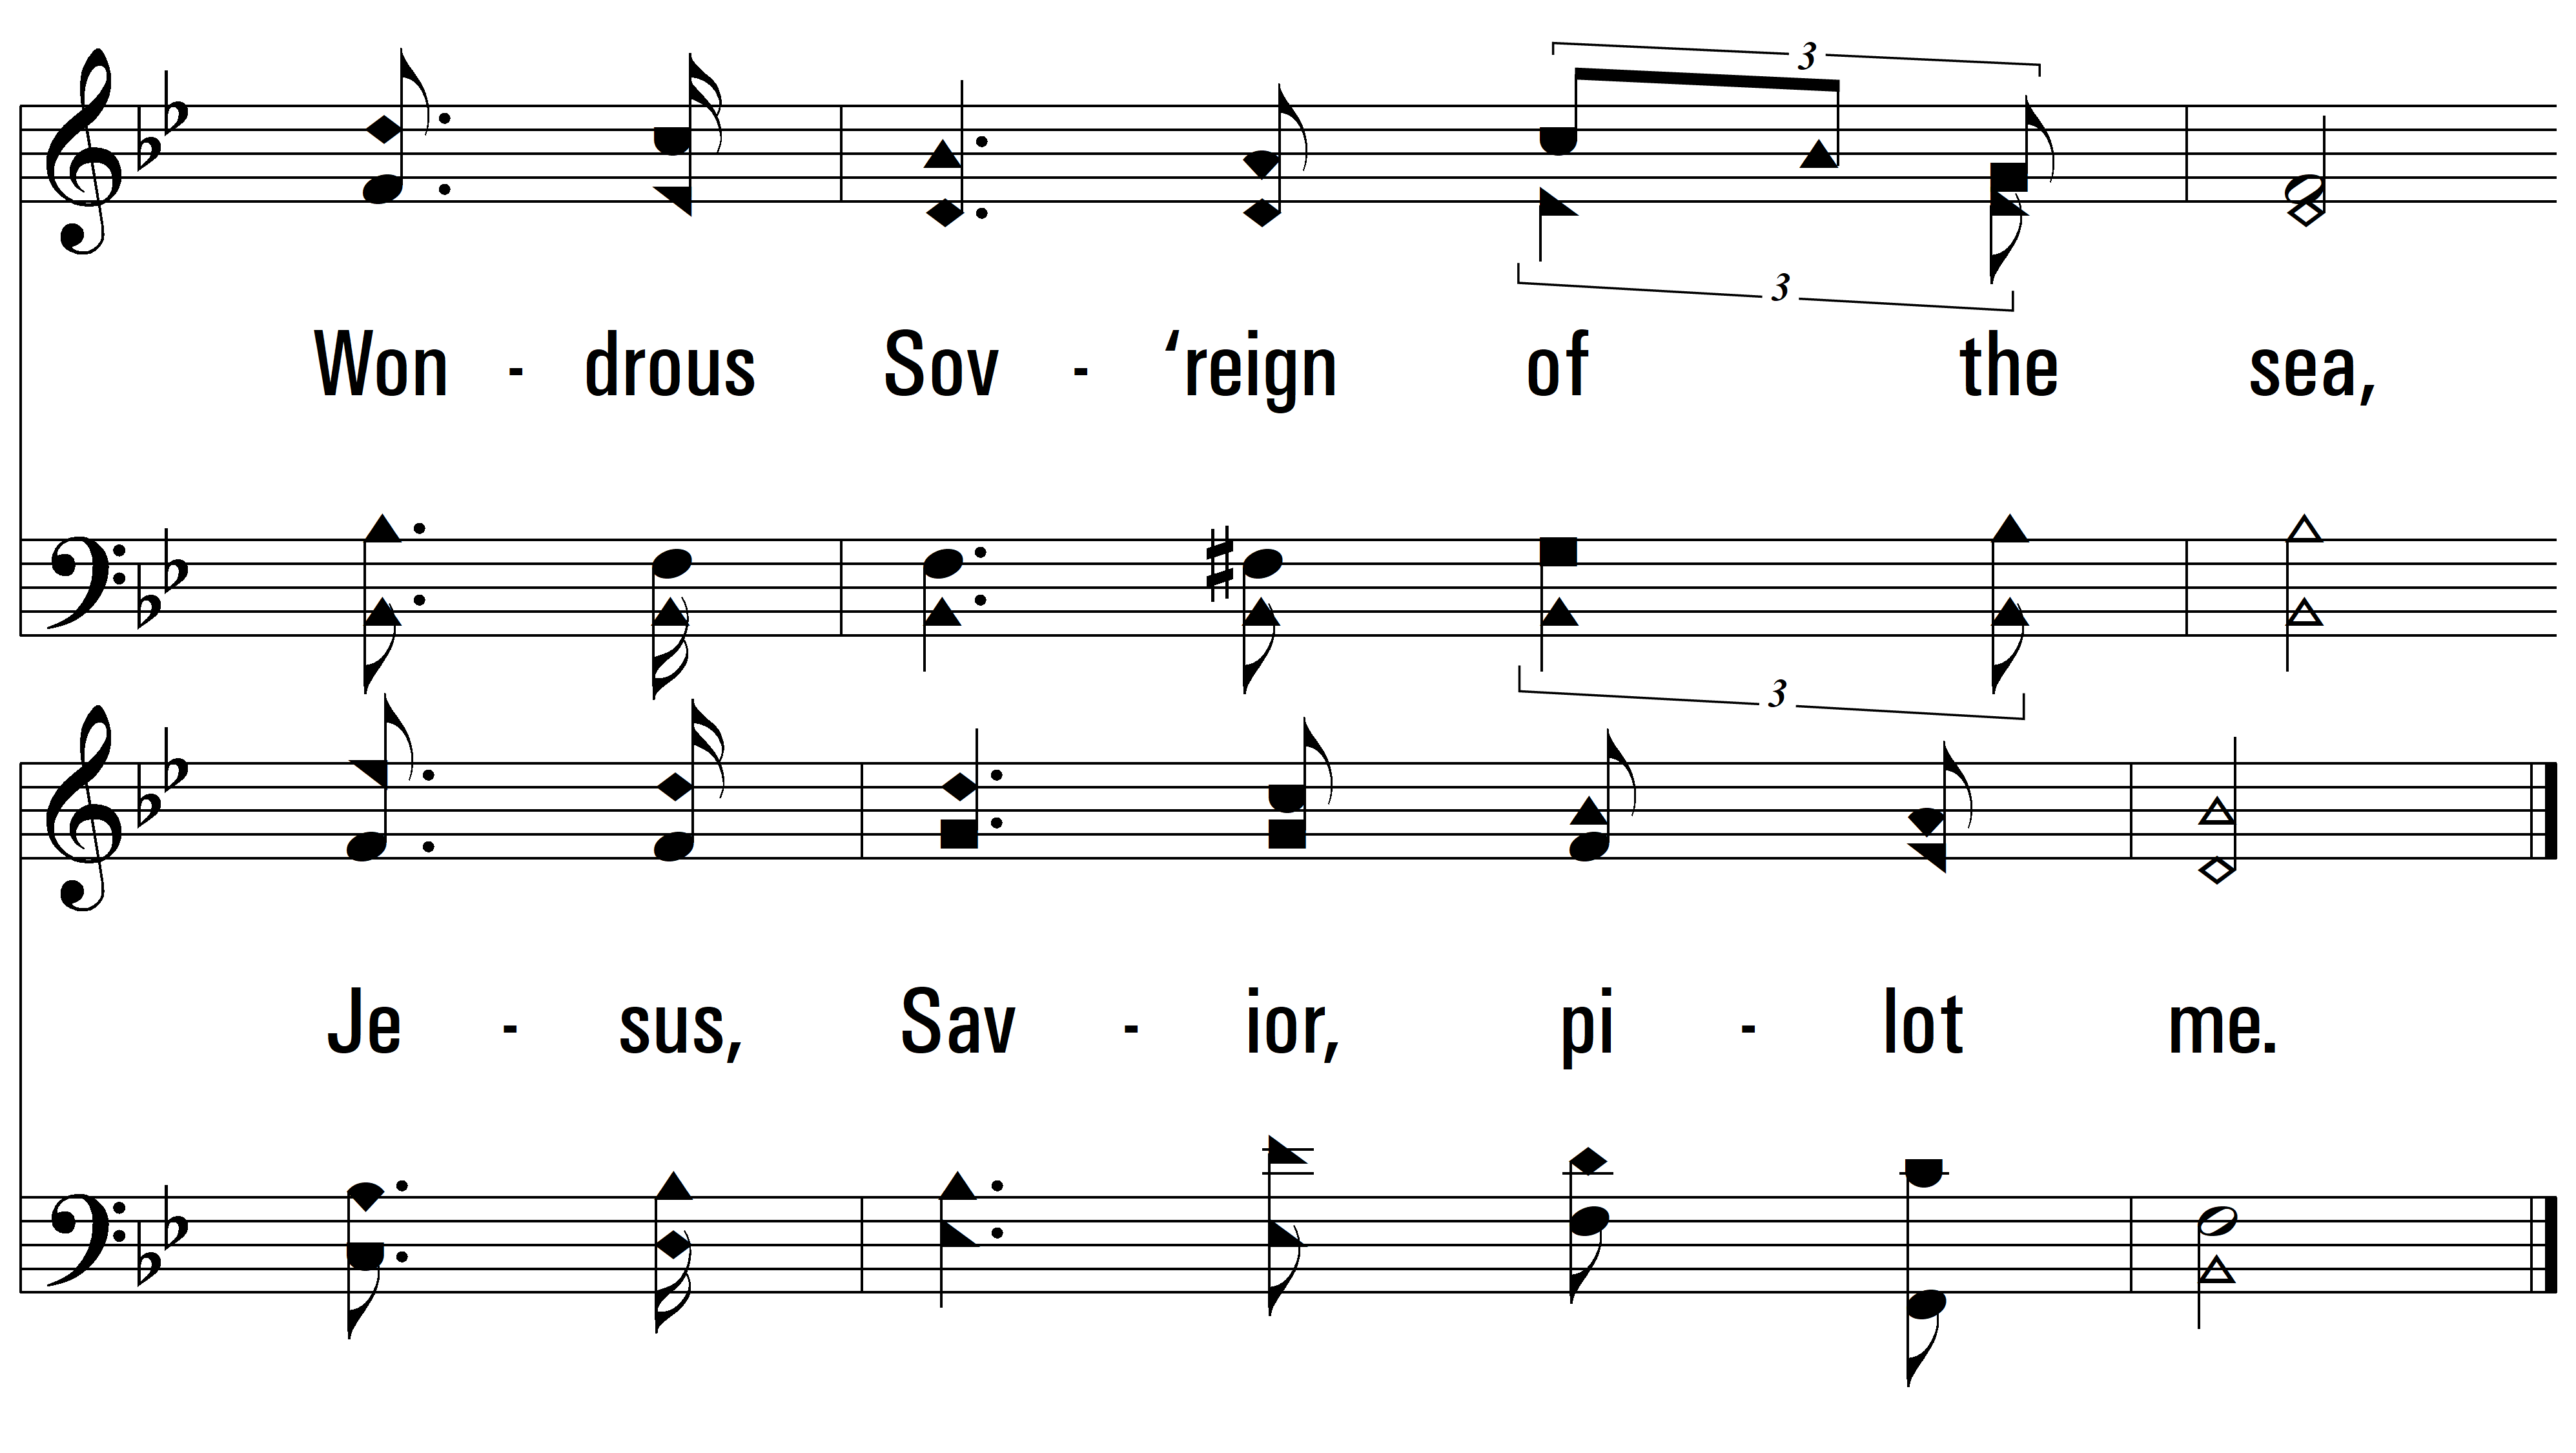 3
Won - drous Sov - ‘reign of the sea,
3
3
Je - sus, Sav - ior, pi - lot me.